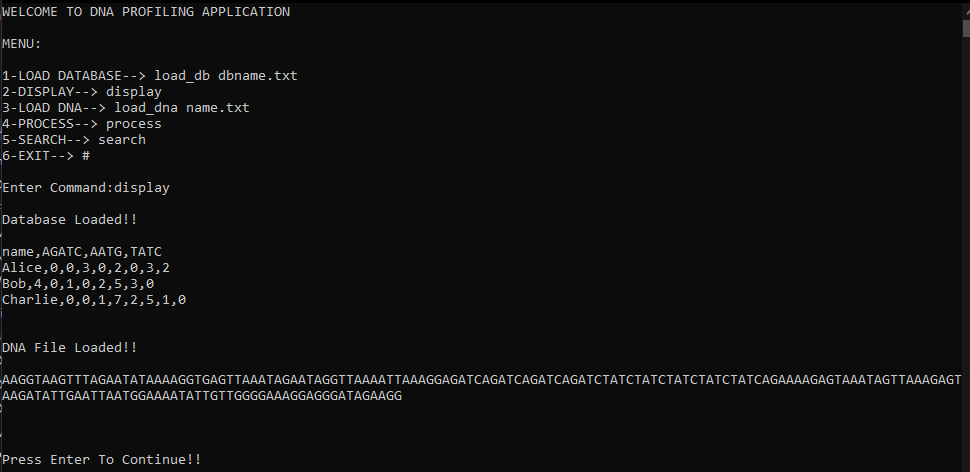 WELCOME TO DNA PROFILING APPLICATION
MENU:
1-LOAD DATABASE--> load_db dbname.txt
2-DISPLAY--> display
3-LOAD DNA--> load_dna name.txt
4-PROCESS--> process
5-SEARCH--> search
6-EXIT--> #
Enter Command:display
Database Loaded!!
name,AGATC,AATG,TATC
Alice,0,0,3,0,2,0,3,2
Bob,4,0,1,0,2,5,3,0
Charlie,0,0,1,7,2,5,1,0
DNA File Loaded!!
AAGGTAAGTTTAGAATATAAAAGGTGAGTTAAATAGAATAGGTTAAAATTAAAGGAGATCAGATCAGATCAGATCTATCTATCTATCTATCTATCAGAAAAGAGTAAATAGTTAAAGAGT
AAGATATTGAATTAATGGAAAATATTGTTGGGGAAAGGAGGGATAGAAGG
Press Enter To Continue!!